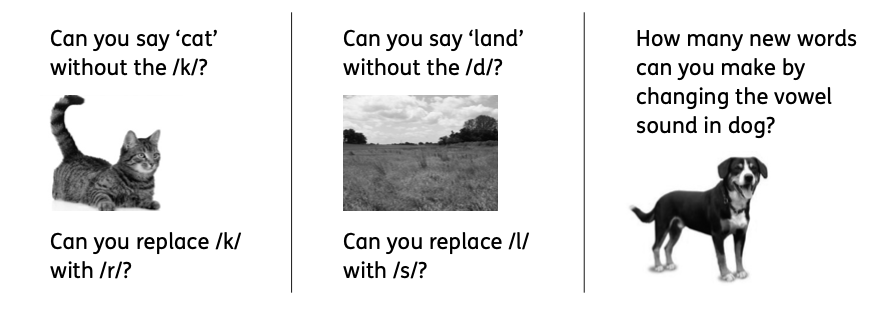 Can you say ‘cat’
without the /k/?
Can you replace /k/
with /r/?
Can you say ‘land’
without the /d/?
Can you replace /l/
with /s/?
How many new words
can you make by
changing the vowel
sound in dog?